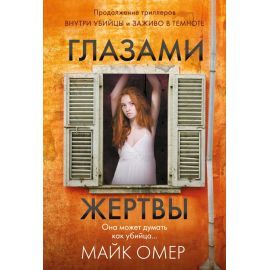 Продолжение триллеров
ВНУТРИ УБИЙЦЫ и ЗАЖИВО В ТЕМНОТЕ
ГЛАЗАМИ
ЖЕРТВЫ
Она может думать
как убийца...
МАЙК ОМЕР